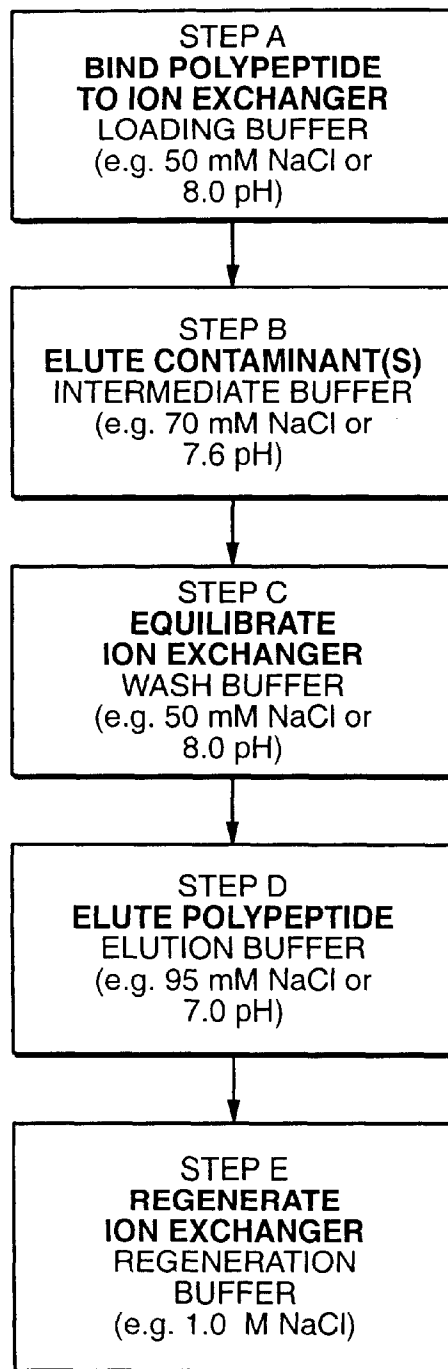 STEP A
BIND POLYPEPTIDE
TO ION EXCHANGER
LOADING BUFFER
(e.g. 50 mM NaCl or
8.0 pH)
STEP B
ELUTE CONTAMINANT(S)
INTERMEDIATE BUFFER
(e.g. 70 mM NaCl or
7.6 pH)
STEP C
EQUILIBRATE
ION EXCHANGER
WASH BUFFER
(e.g. 50 mM NaCl or
8.0 pH)
STEP D
ELUTE POLYPEPTIDE
ELUTION BUFFER
(e.g. 95 mM NaCl or
7.0 pH)
STEP E
REGENERATE
ION EXCHANGER
REGENERATION
BUFFER
(e.g. 1.0 M NaCl)